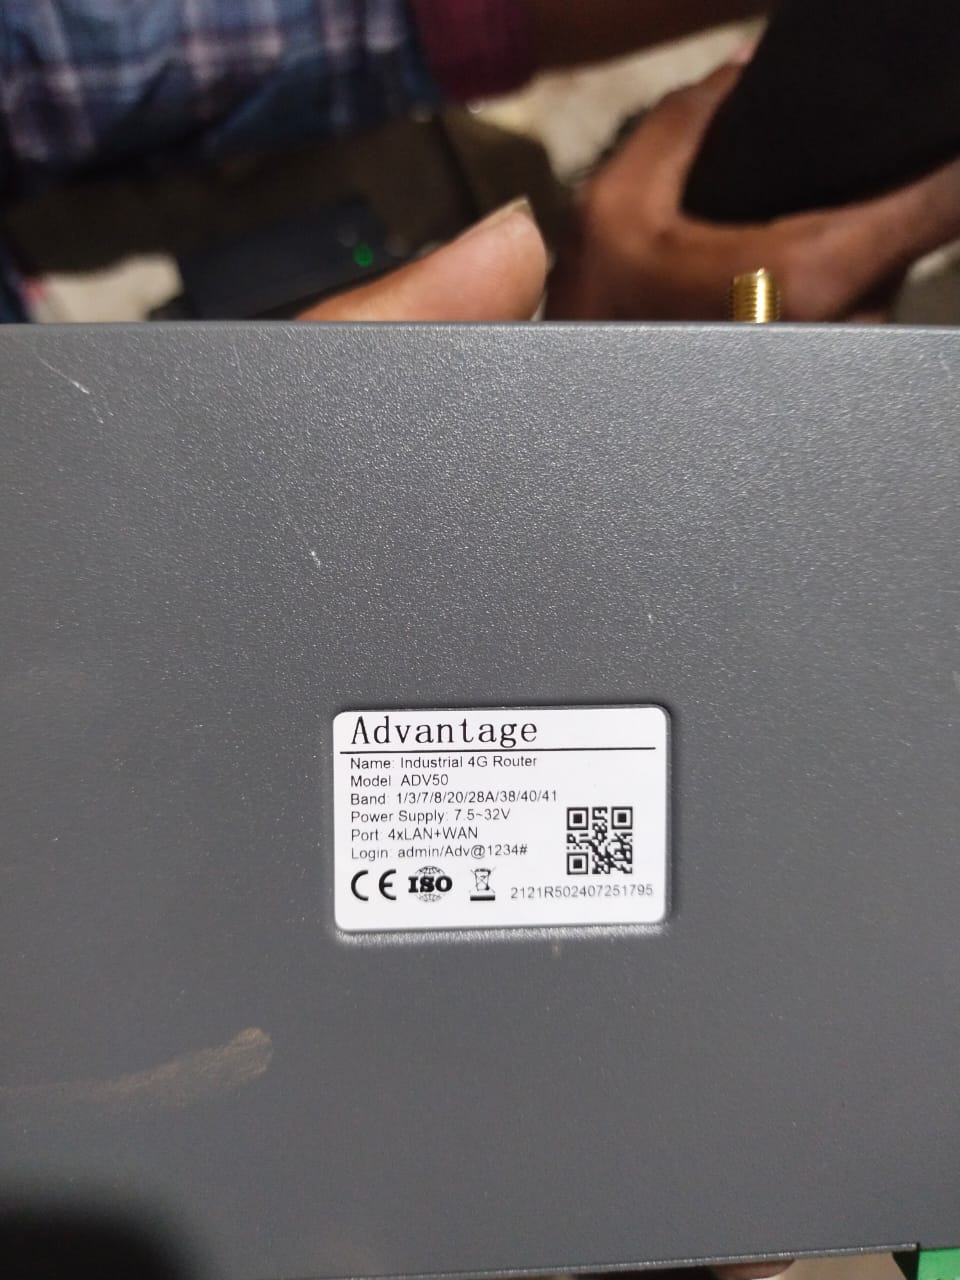 Advantage
Name: Industrial 4G Router
Model ADV50
Band: 1/3/7/8/20/28A/38/40/41
Power Supply: 7.5~32V
Port: 4xLAN+WAN
Login: admin/Adv@1234#
CE ISO
2121R502407251795